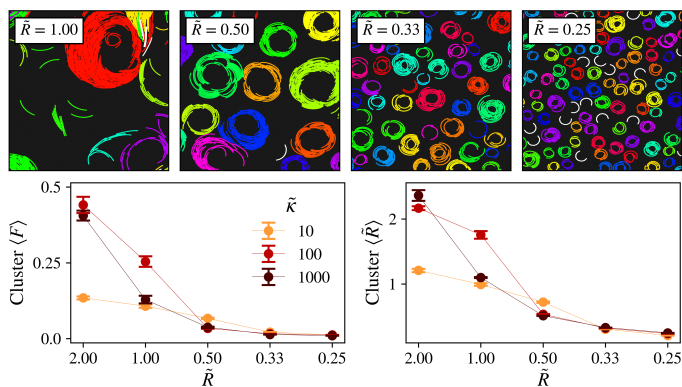 R̃ = 1.00
R̃ = 0.50
R̃ = 0.33
R̃ = 0.25
0.5
0.25
0.0
Cluster ⟨F⟩
κ̃
10
100
1000
2.00 1.00 0.50 0.33 0.25
R̃
2
1
Cluster ⟨R̃⟩
2.00 1.00 0.50 0.33 0.25
R̃